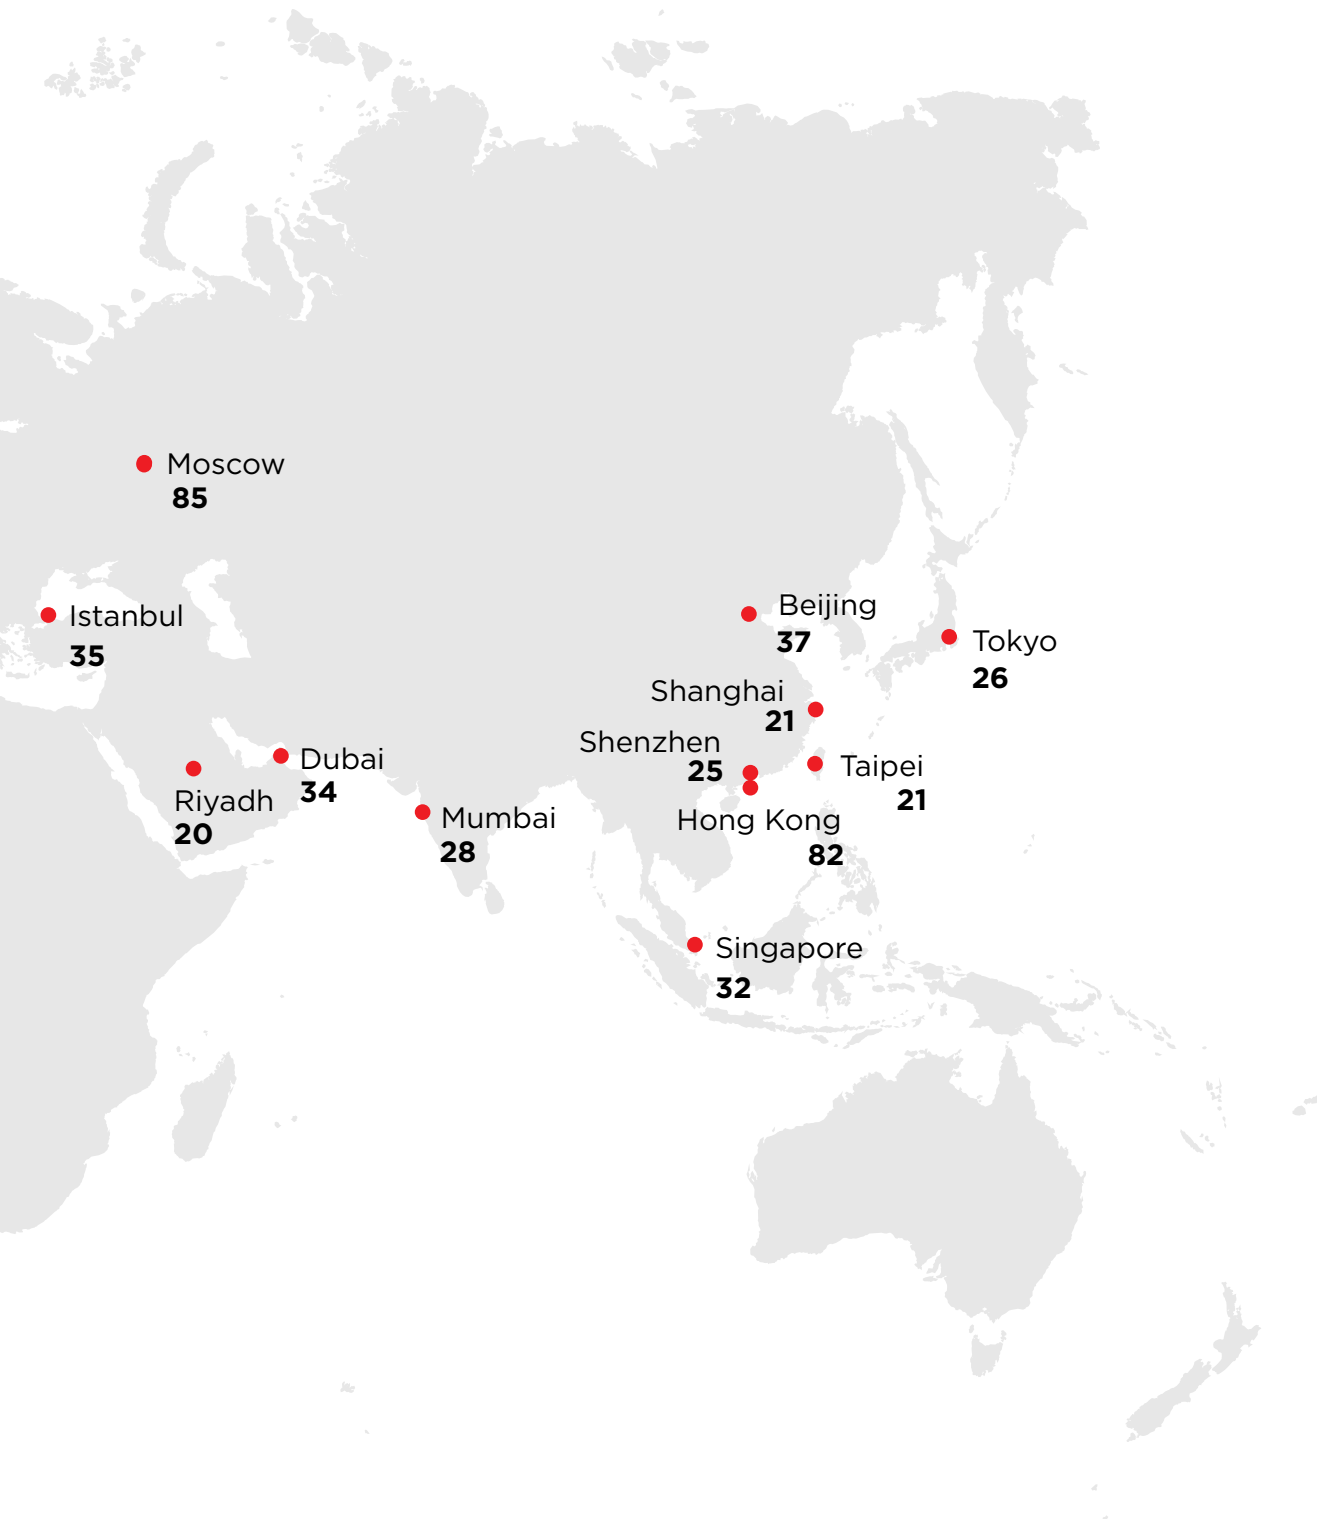 Moscow
85
Istanbul
35
Beijing
37
Tokyo
26
Shanghai
21
Shenzhen
25
Dubai
34
Taipei
21
Riyadh
20
Mumbai
28
Hong Kong
82
Singapore
32